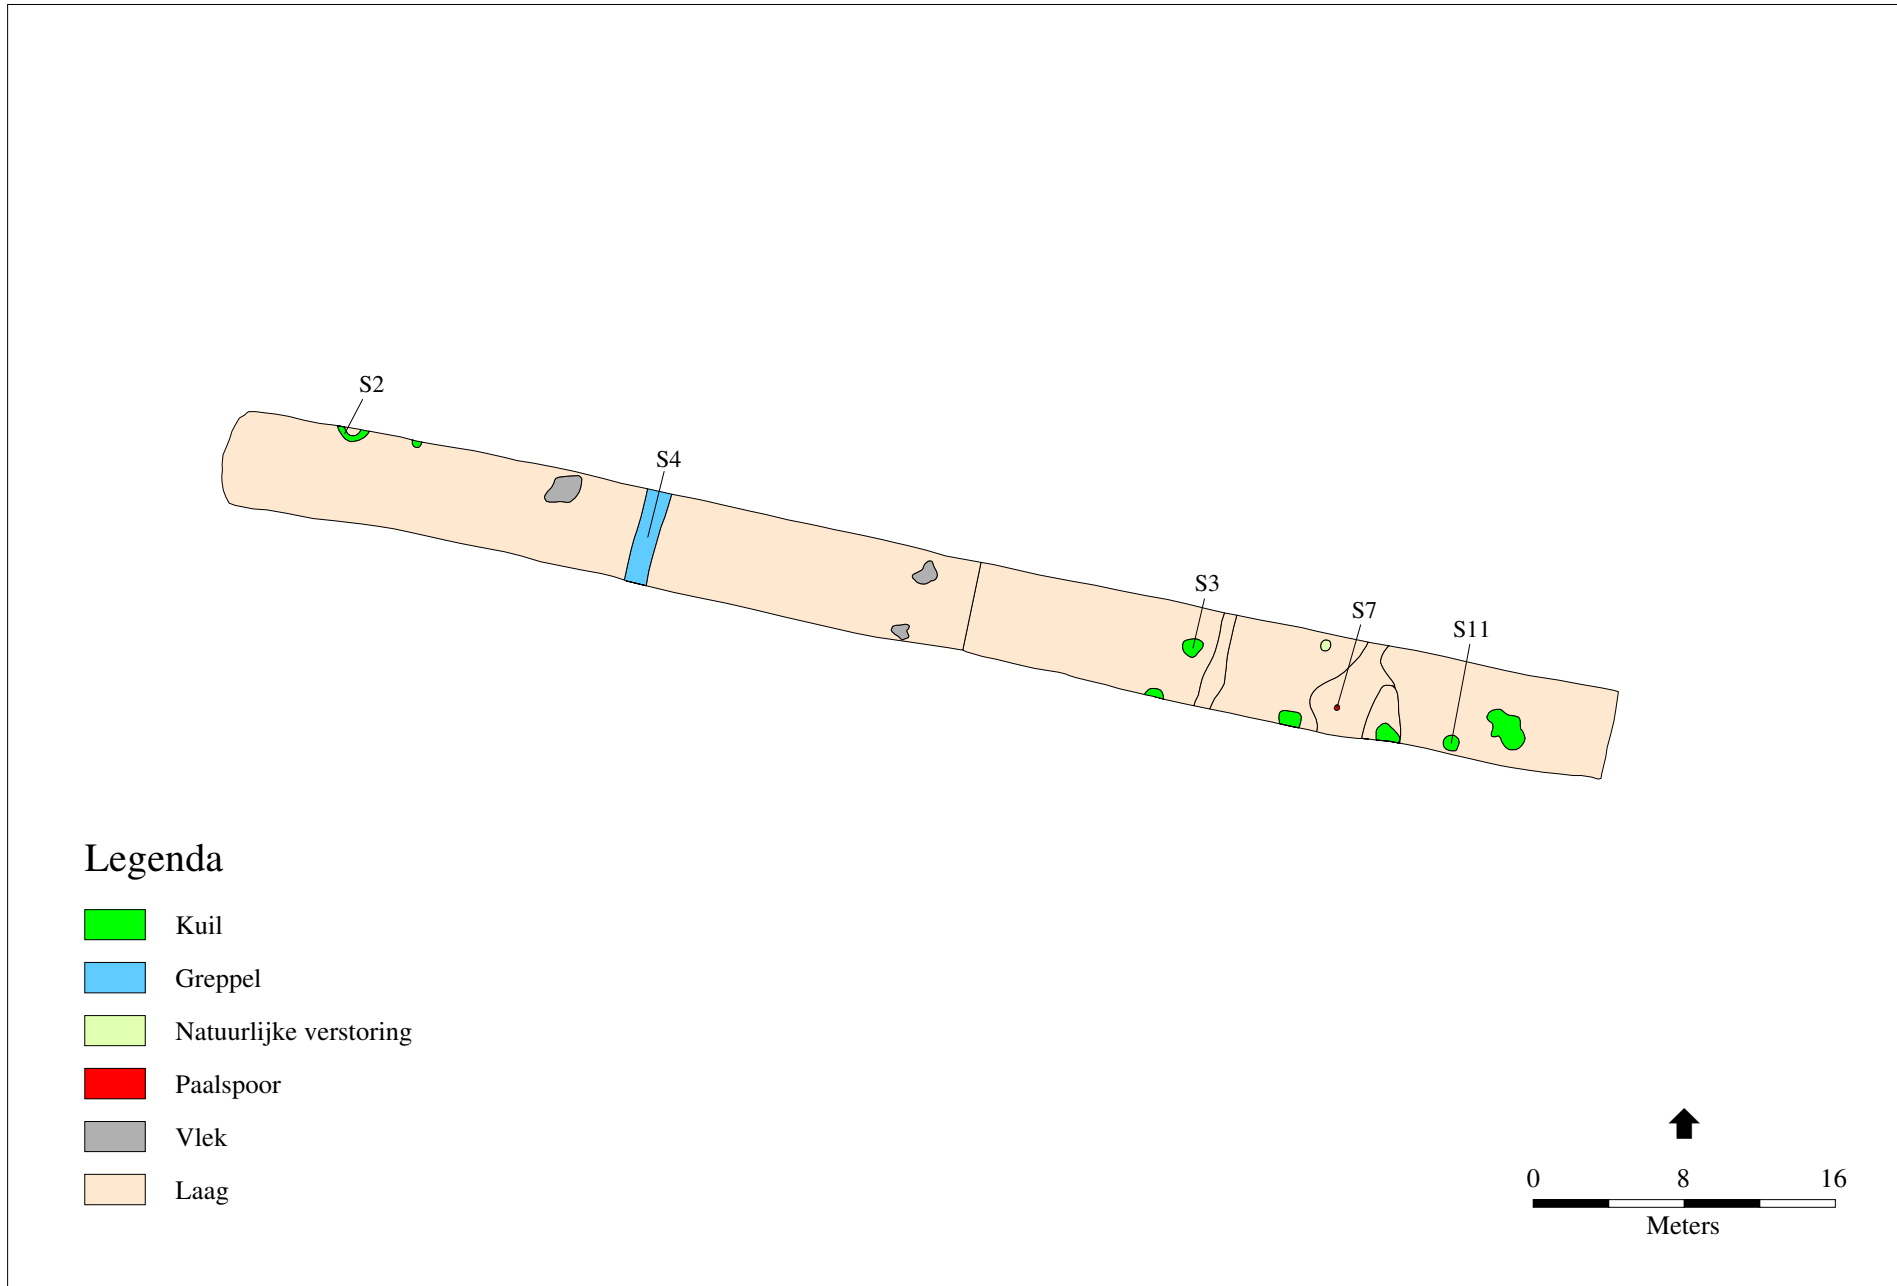 S2
S4
S3
S7
S11
Legenda
Kuil
Greppel
Natuurlijke verstoring
Paalspoor
Vlek
Laag
0 8 16
Meters